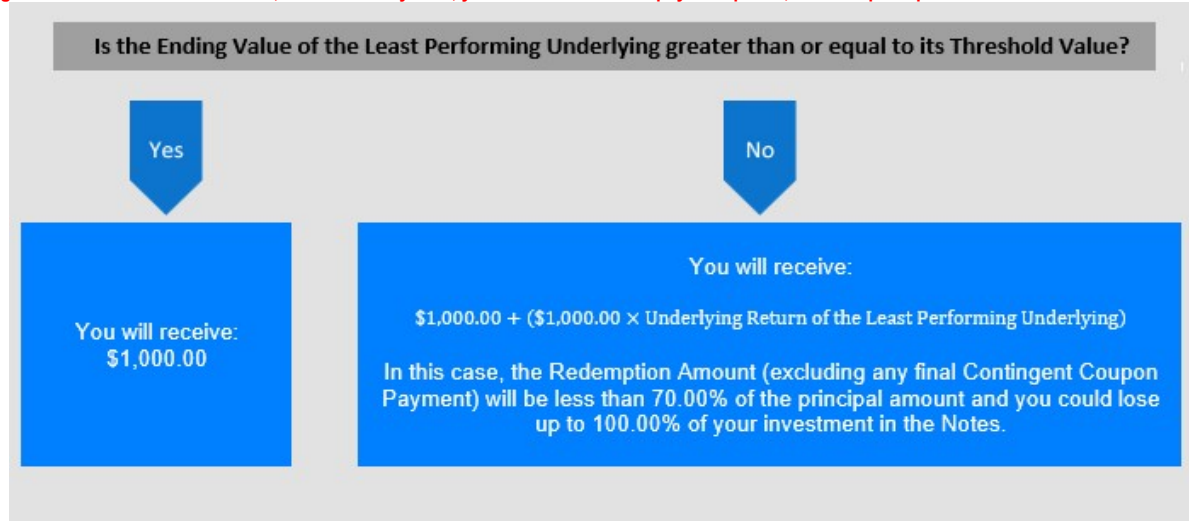 Is the Ending Value of the Least Performing Underlying greater than or equal to its Threshold Value?
Yes
No
You will receive:
$1,000.00
You will receive:
$1,000.00 + ($1,000.00 × Underlying Return of the Least Performing Underlying)
In this case, the Redemption Amount (excluding any final Contingent Coupon
Payment) will be less than 70.00% of the principal amount and you could lose
up to 100.00% of your investment in the Notes.